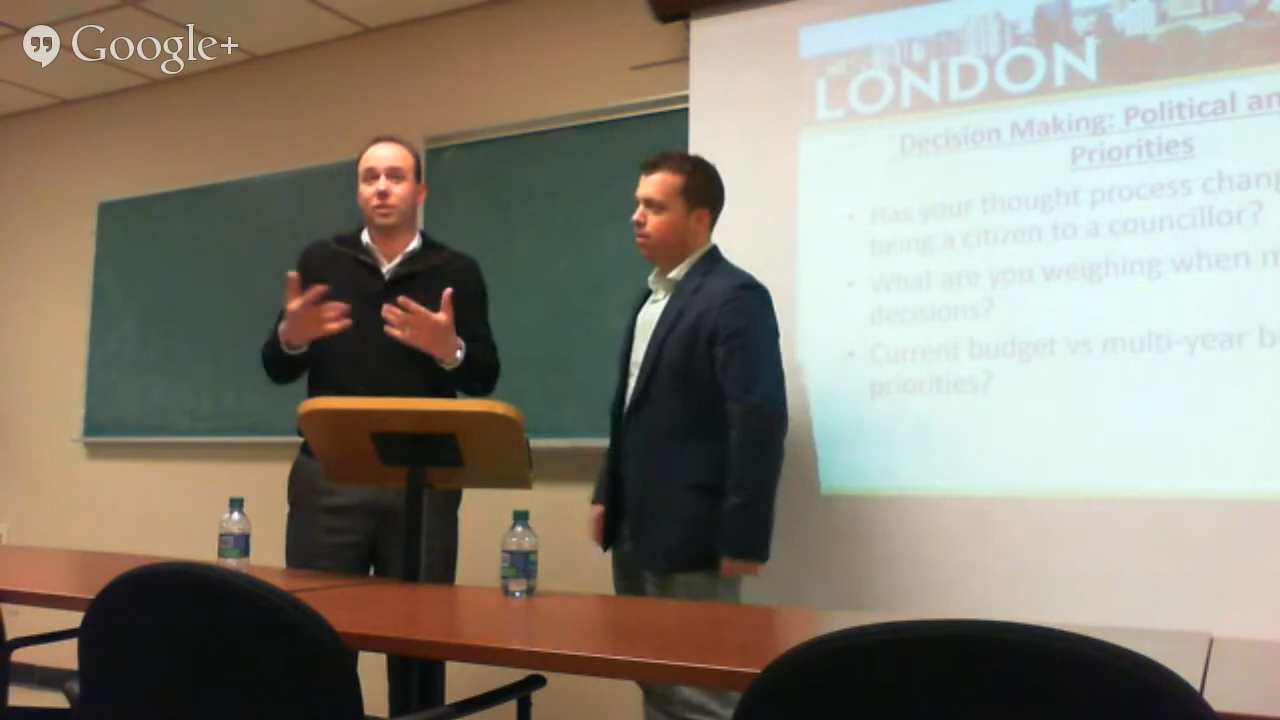 Google+
LONDON
Decision Making: Political an
Priorities
• Has your thought process chang
being a citizen to a councillor?
• What are you weighing when m
decisions?
• Current budget vs multi-year b
priorities?